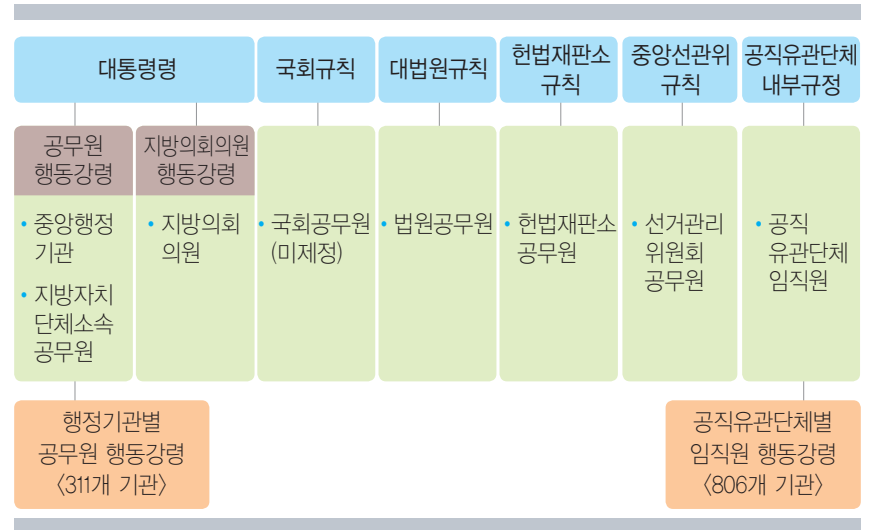 대통령령
국회규칙
대법원규칙
헌법재판소
규칙
중앙선관위
규칙
공직유관단체
내부규정
공무원
행동강령
지방의회의원
행동강령
• 중앙행정
기관
• 지방자치
단체소속
공무원
• 지방의회
의원
• 국회공무원
(미제정)
• 법원공무원
• 헌법재판소
공무원
• 선거관리
위원회
공무원
• 공직
유관단체
임직원
행정기관별
공무원 행동강령
〈311개 기관〉
공직유관단체별
임직원 행동강령
〈806개 기관〉